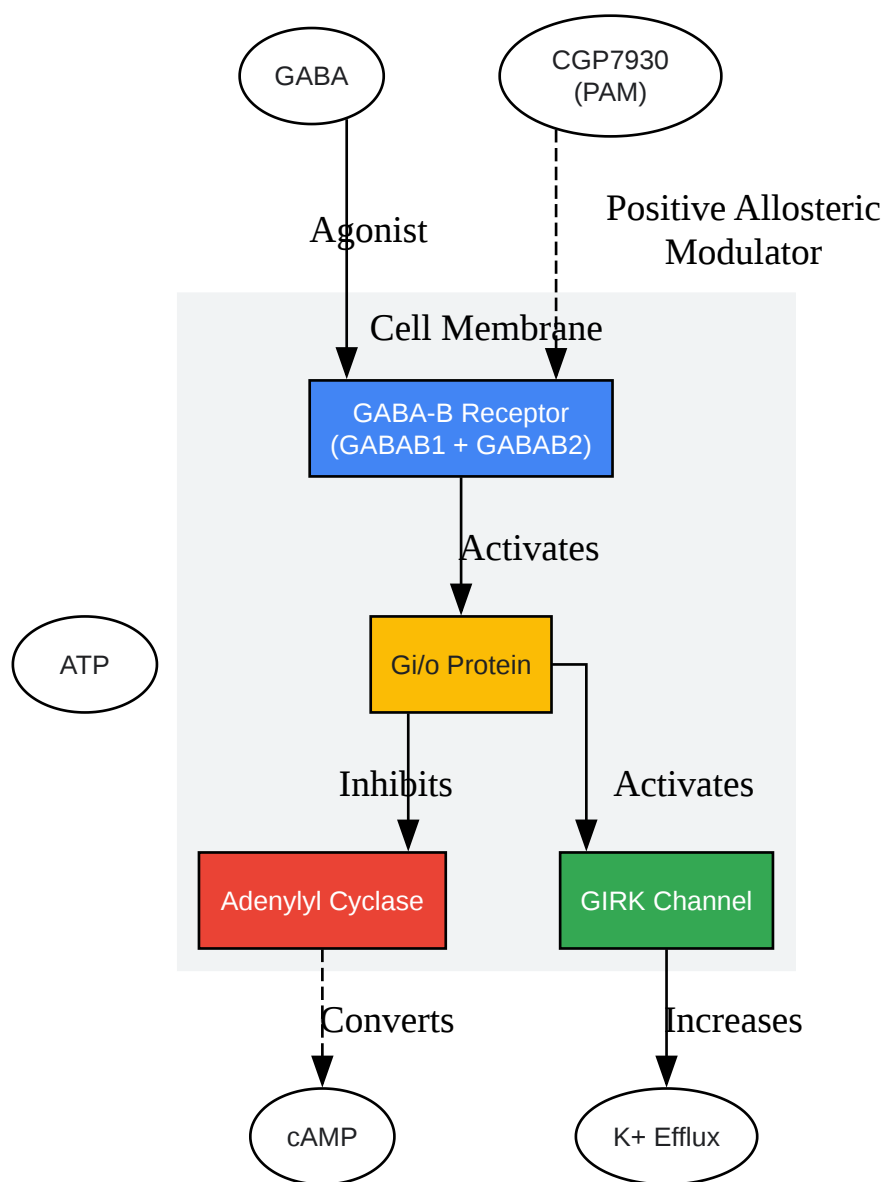 GABA
CGP7930
(PAM)
Agonist
Positive Allosteric
Modulator
Cell Membrane
GABA-B Receptor
(GABAB1 + GABAB2)
Activates
ATP
Gi/o Protein
Inhibits
Activates
Adenylyl Cyclase
GIRK Channel
Converts
Increases
cAMP
K+ Efflux